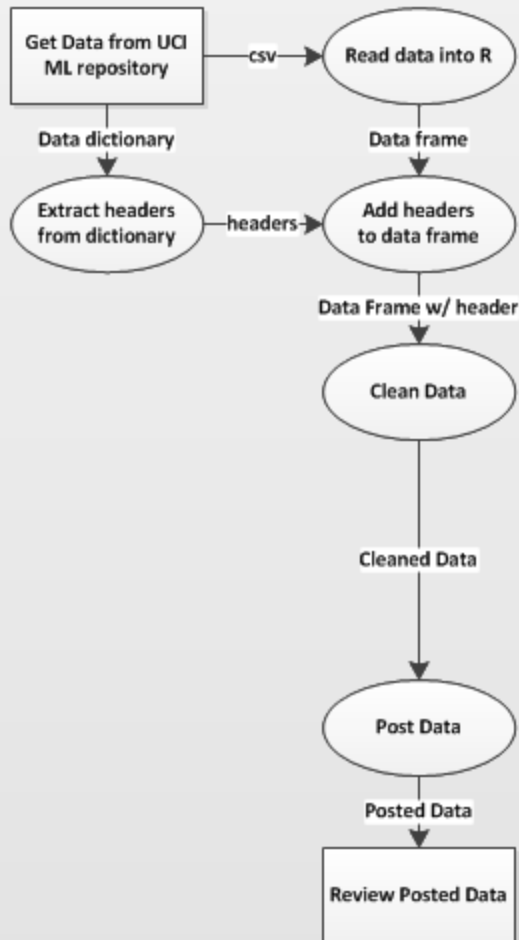 Get Data from UCI
ML repository
csv
Read data into R
Data dictionary
Data frame
Extract headers
from dictionary
headers
Add headers
to data frame
Data Frame w/ header
Clean Data
Cleaned Data
Post Data
Posted Data
Review Posted Data